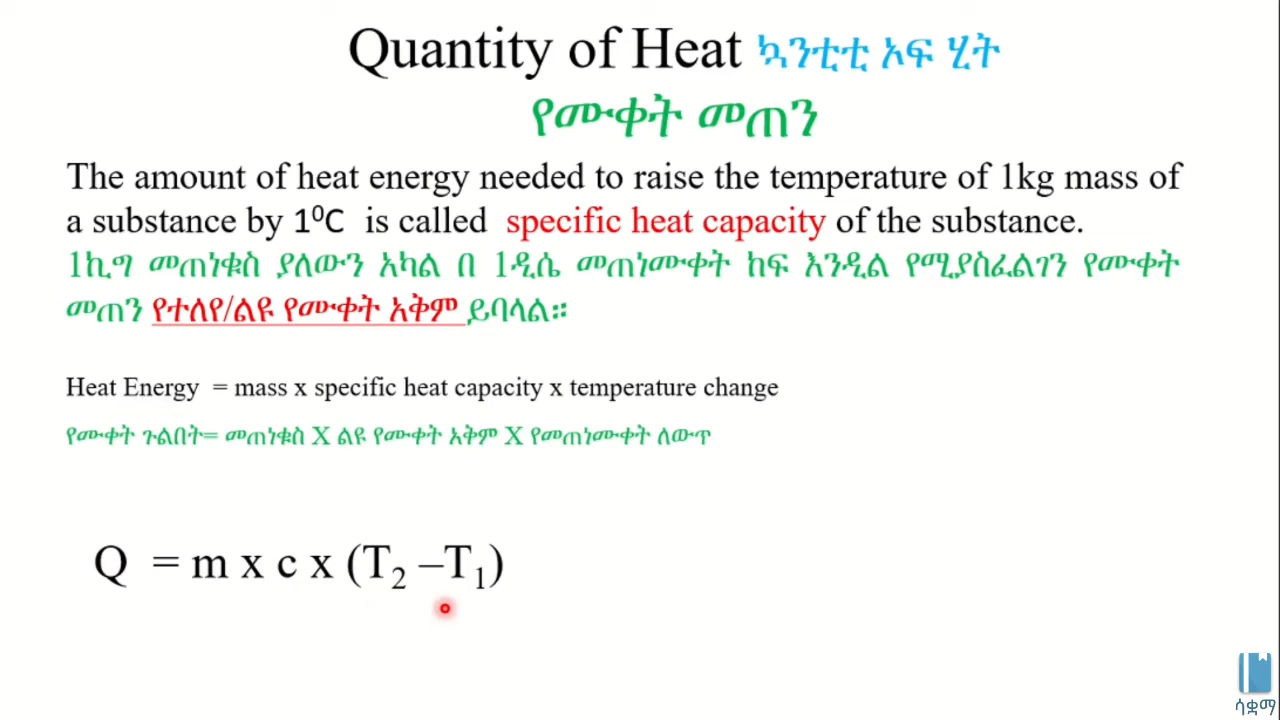 Quantity of Heat ኳንቲቲ ኦፍ ሂት
የሙቀት መጠን
The amount of heat energy needed to raise the temperature of 1kg mass of
a substance by 1⁰C is called specific heat capacity of the substance.
1ኪግ መጠነቁስ ያለውን አካል በ 1ዲሴ መጠነሙቀት ከፍ እንዲል የሚያስፈልገን የሙቀት
መጠን የተለየ/ልዩ የሙቀት አቅም ይባላል።
Heat Energy = mass x specific heat capacity x temperature change
የሙቀት ጉልበት= መጠነቁስ X ልዩ የሙቀት አቅም X የመጠነሙቀት ለውጥ
Q = m x c x (T₂ –T₁)
ሳቋማ